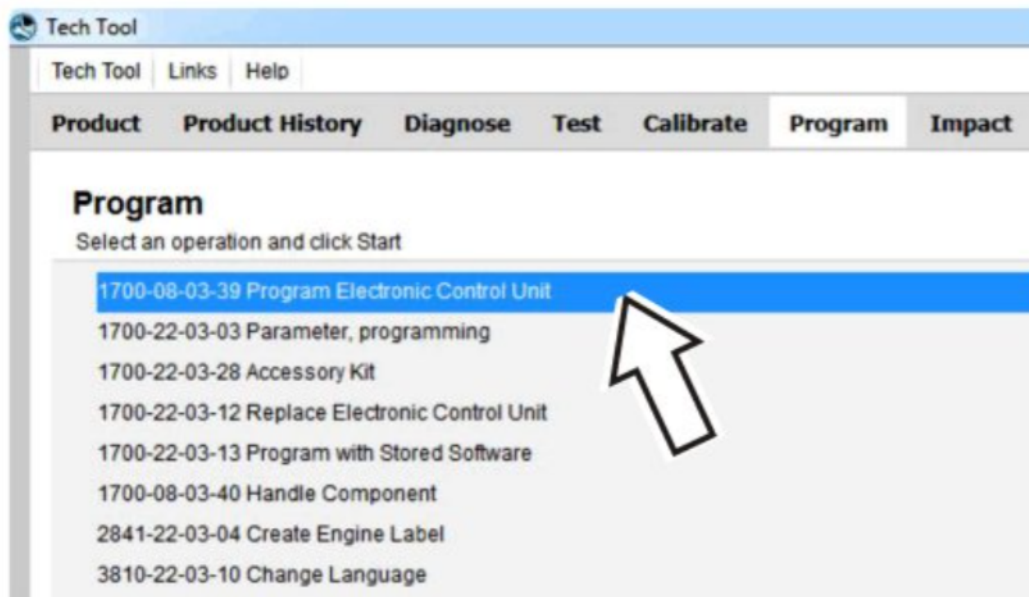 Tech Tool
Tech Tool Links Help
Product Product History Diagnose Test Calibrate Program Impact
Program
Select an operation and click Start
1700-08-03-39 Program Electronic Control Unit
1700-22-03-03 Parameter, programming
1700-22-03-28 Accessory Kit
1700-22-03-12 Replace Electronic Control Unit
1700-22-03-13 Program with Stored Software
1700-08-03-40 Handle Component
2841-22-03-04 Create Engine Label
3810-22-03-10 Change Language